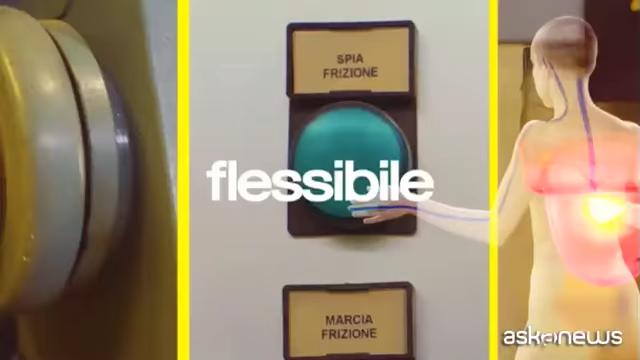 SPIA
FRIZIONE
flessibile
MARCIA
FRIZIONE
askanews